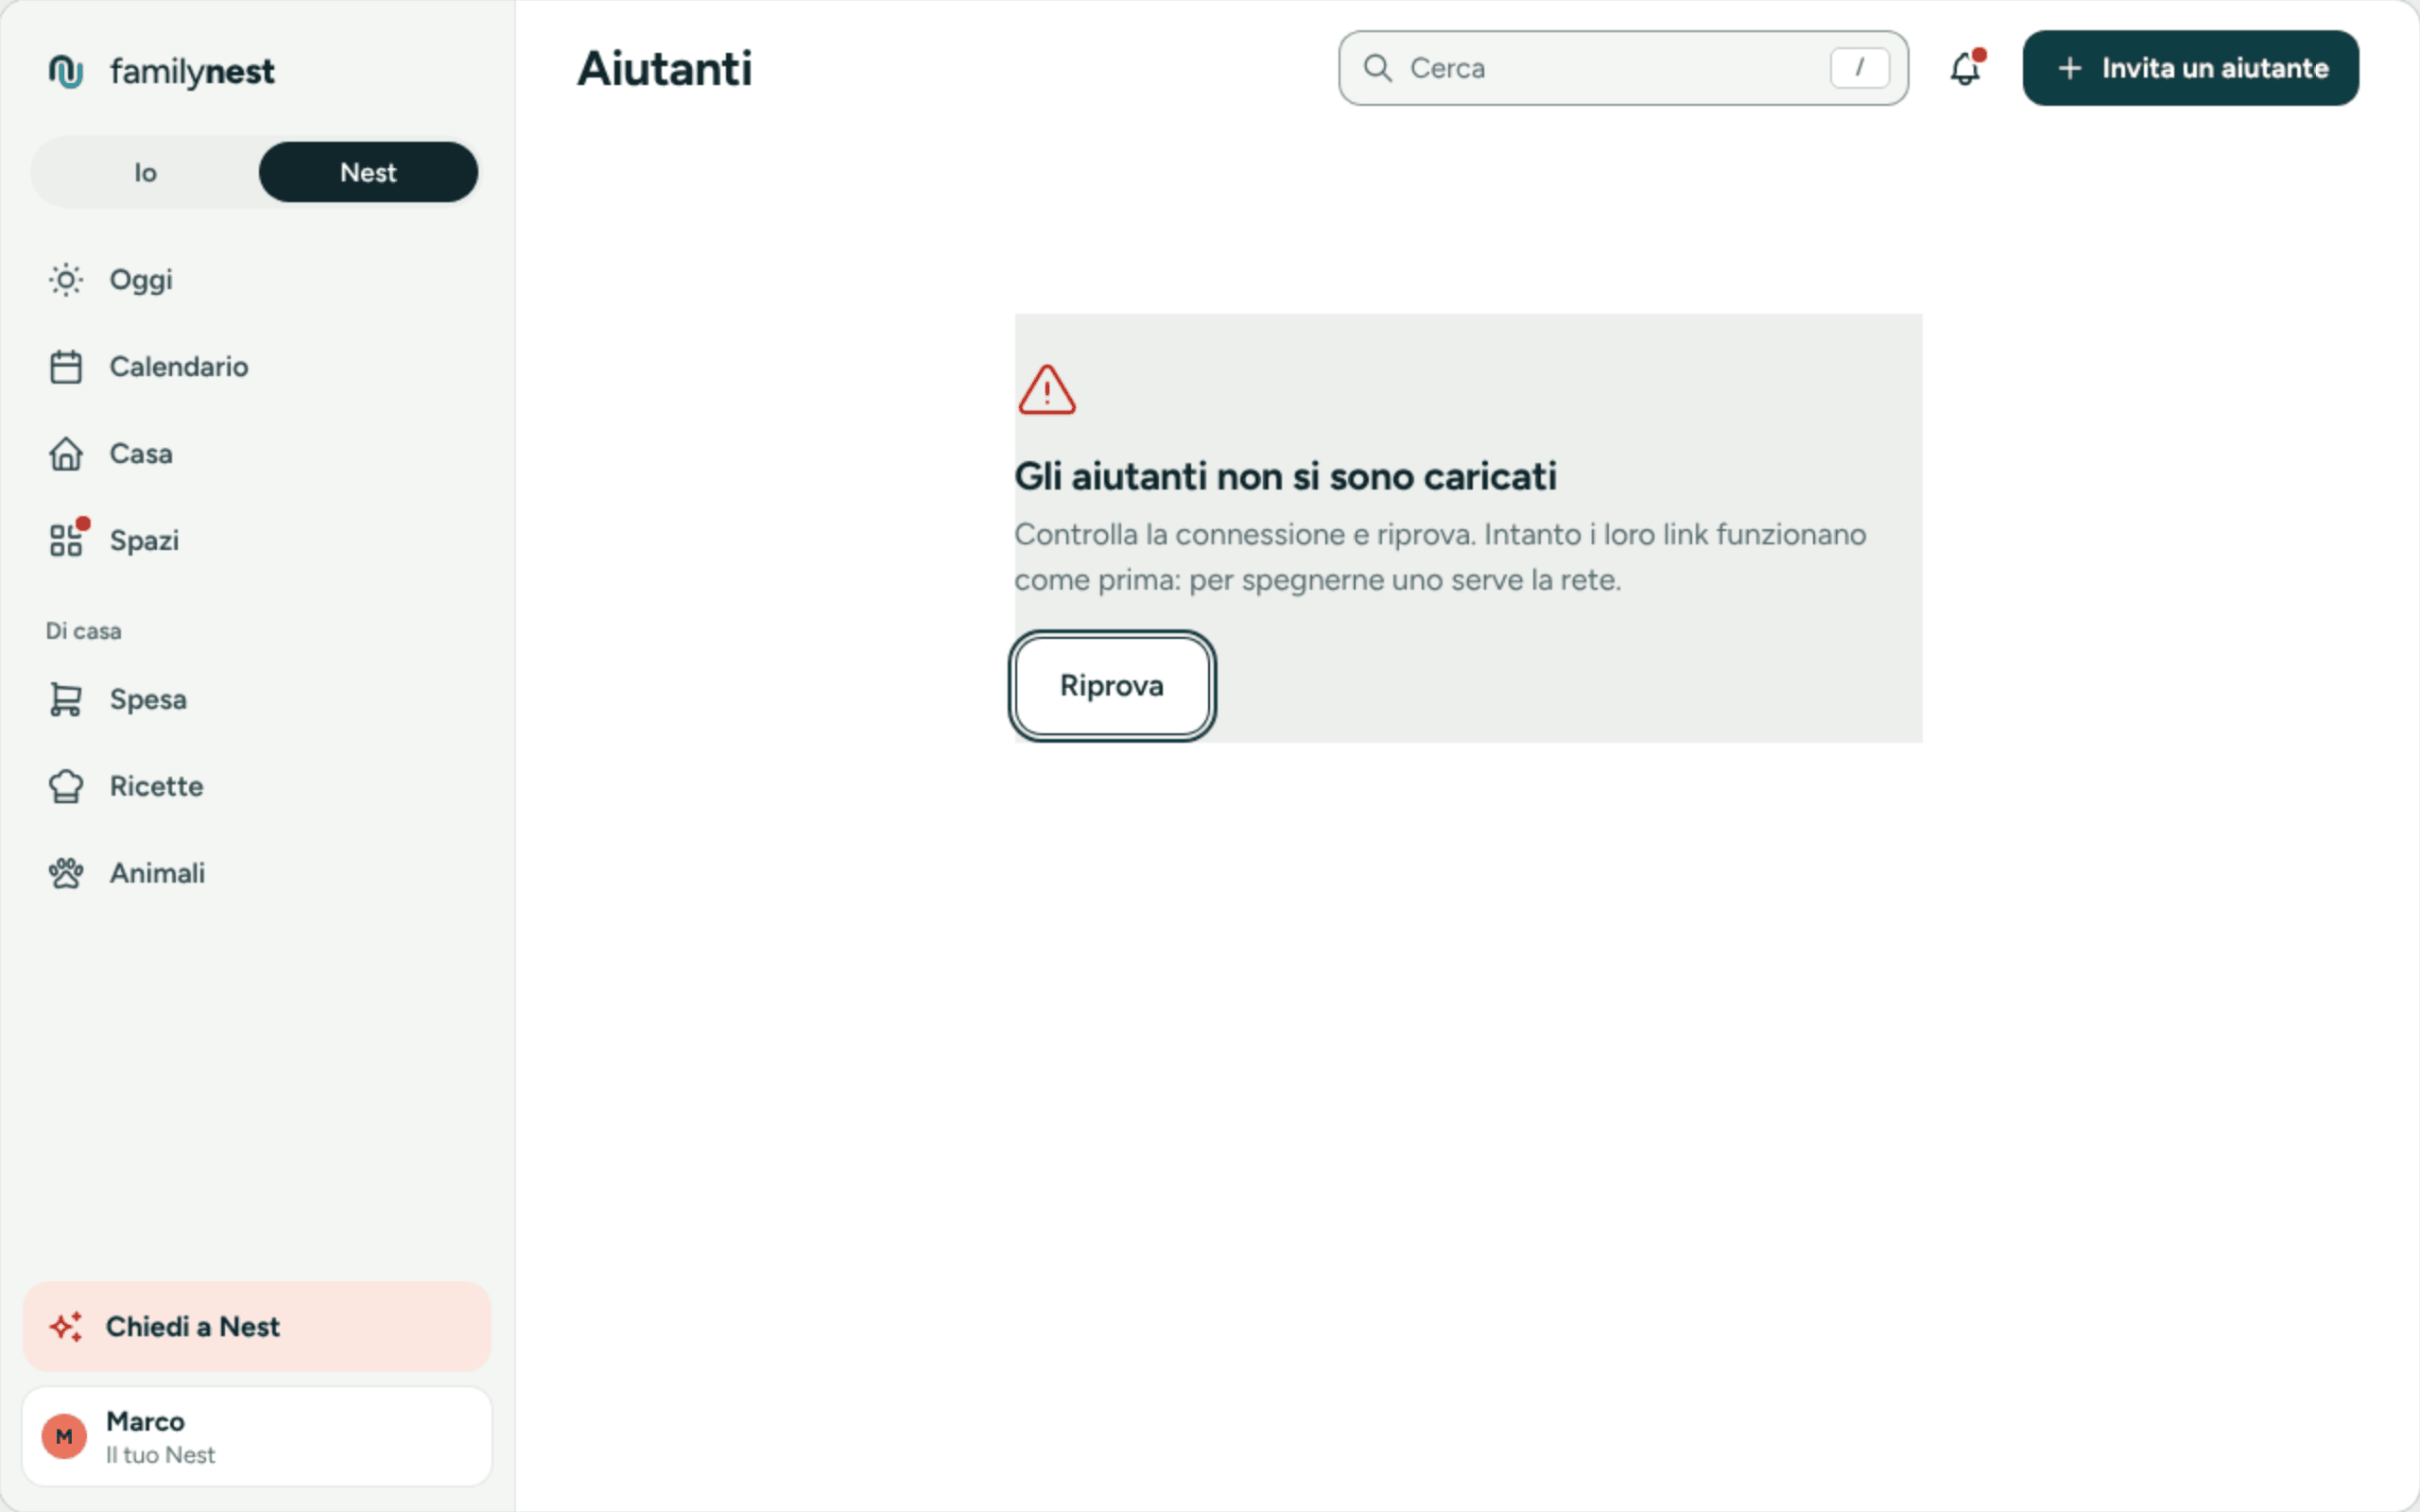 familynest
Io
Nest
Oggi
Calendario
Casa
Spazi
Di casa
Spesa
Ricette
Animali
Chiedi a Nest
M
Marco
Il tuo Nest
Aiutanti
Cerca
/
Invita un aiutante
Gli aiutanti non si sono caricati
Controlla la connessione e riprova. Intanto i loro link funzionano
come prima: per spegnerne uno serve la rete.
Riprova